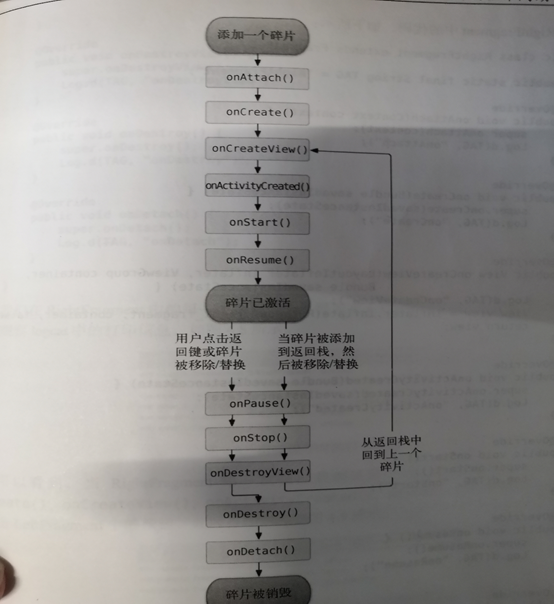 添加一个碎片
onAttach()
onCreate()
onCreateView()
onActivityCreated()
onStart()
onResume()
碎片已激活
用户点击返
回键或碎片
被移除/替换
当碎片被添加
到返回栈，然
后被移除/替换
onPause()
onStop()
从返回栈中
回到上一个
碎片
onDestroyView()
onDestroy()
onDetach()
碎片被销毁